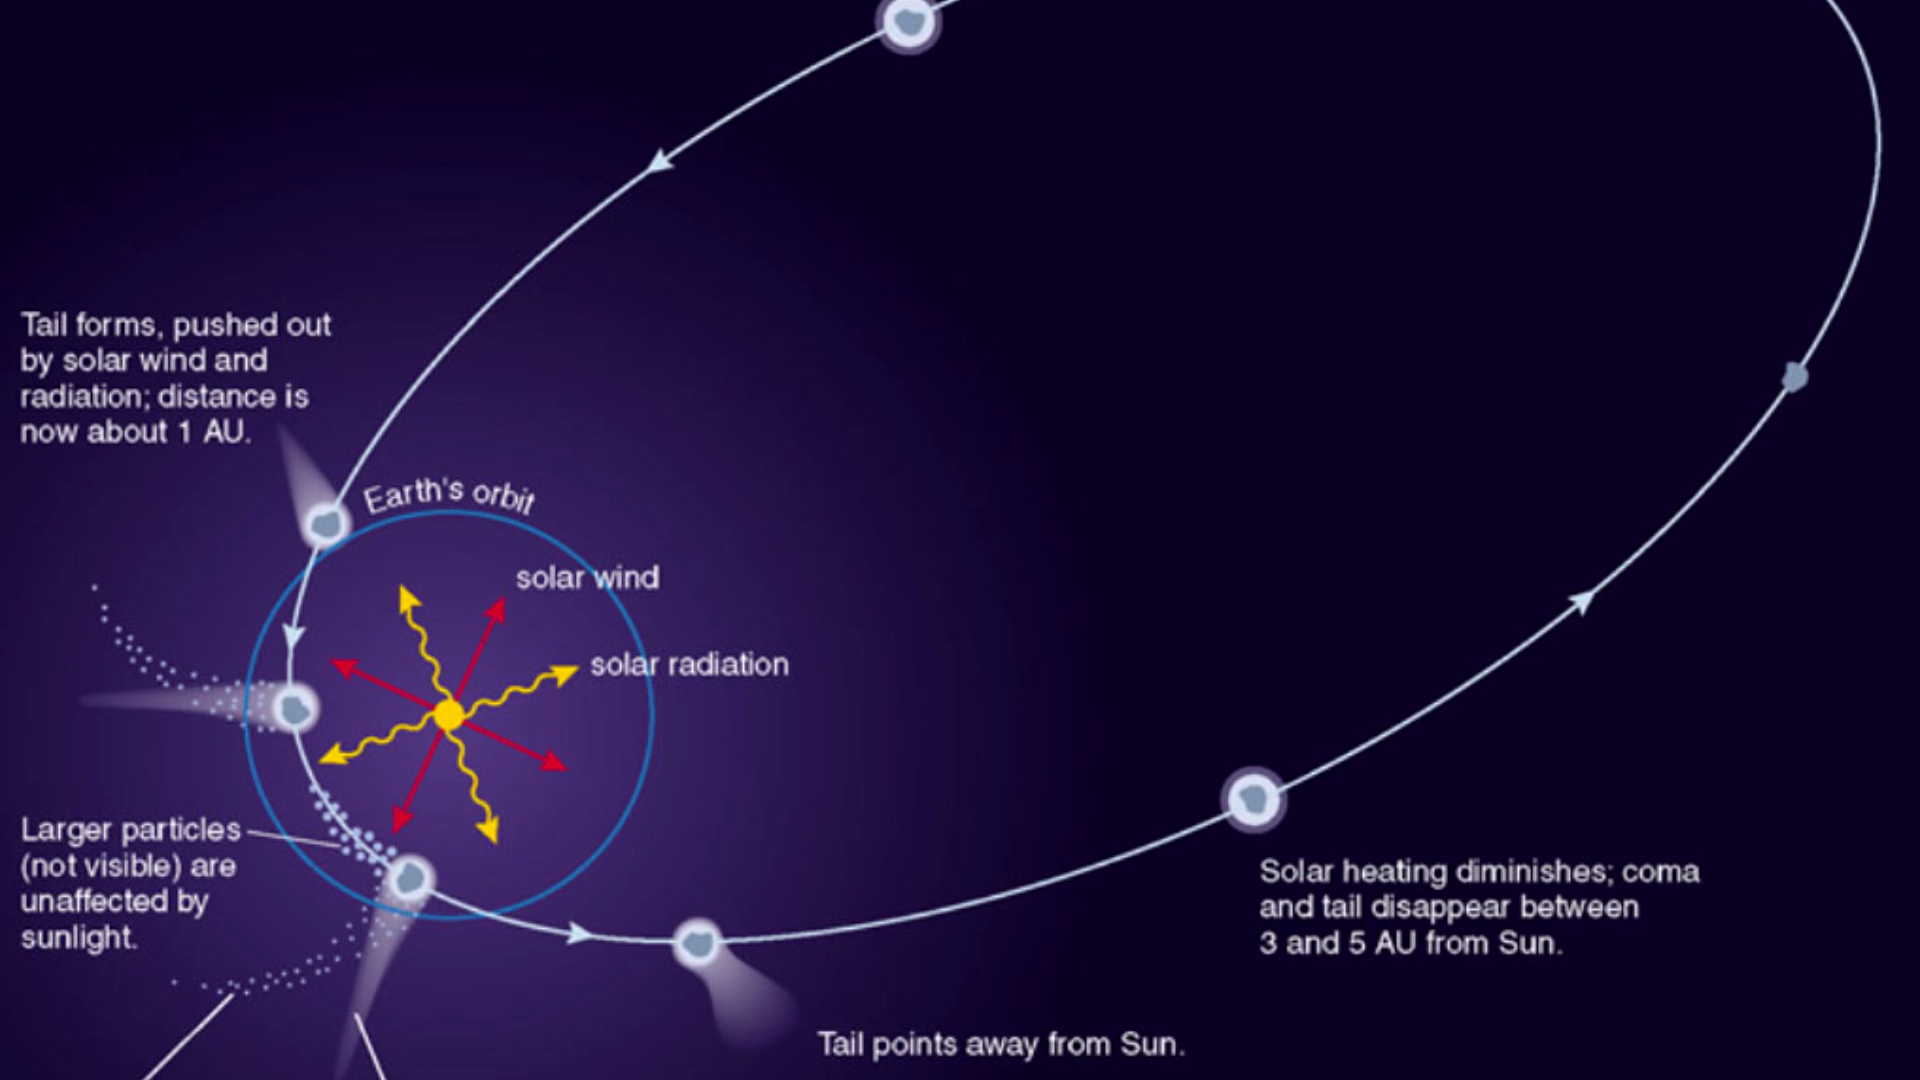 Tail forms, pushed out
by solar wind and
radiation; distance is
now about 1 AU.
Earth's orbit
solar wind
solar radiation
Larger particles
(not visible) are
unaffected by
sunlight.
Solar heating diminishes; coma
and tail disappear between
3 and 5 AU from Sun.
Tail points away from Sun.